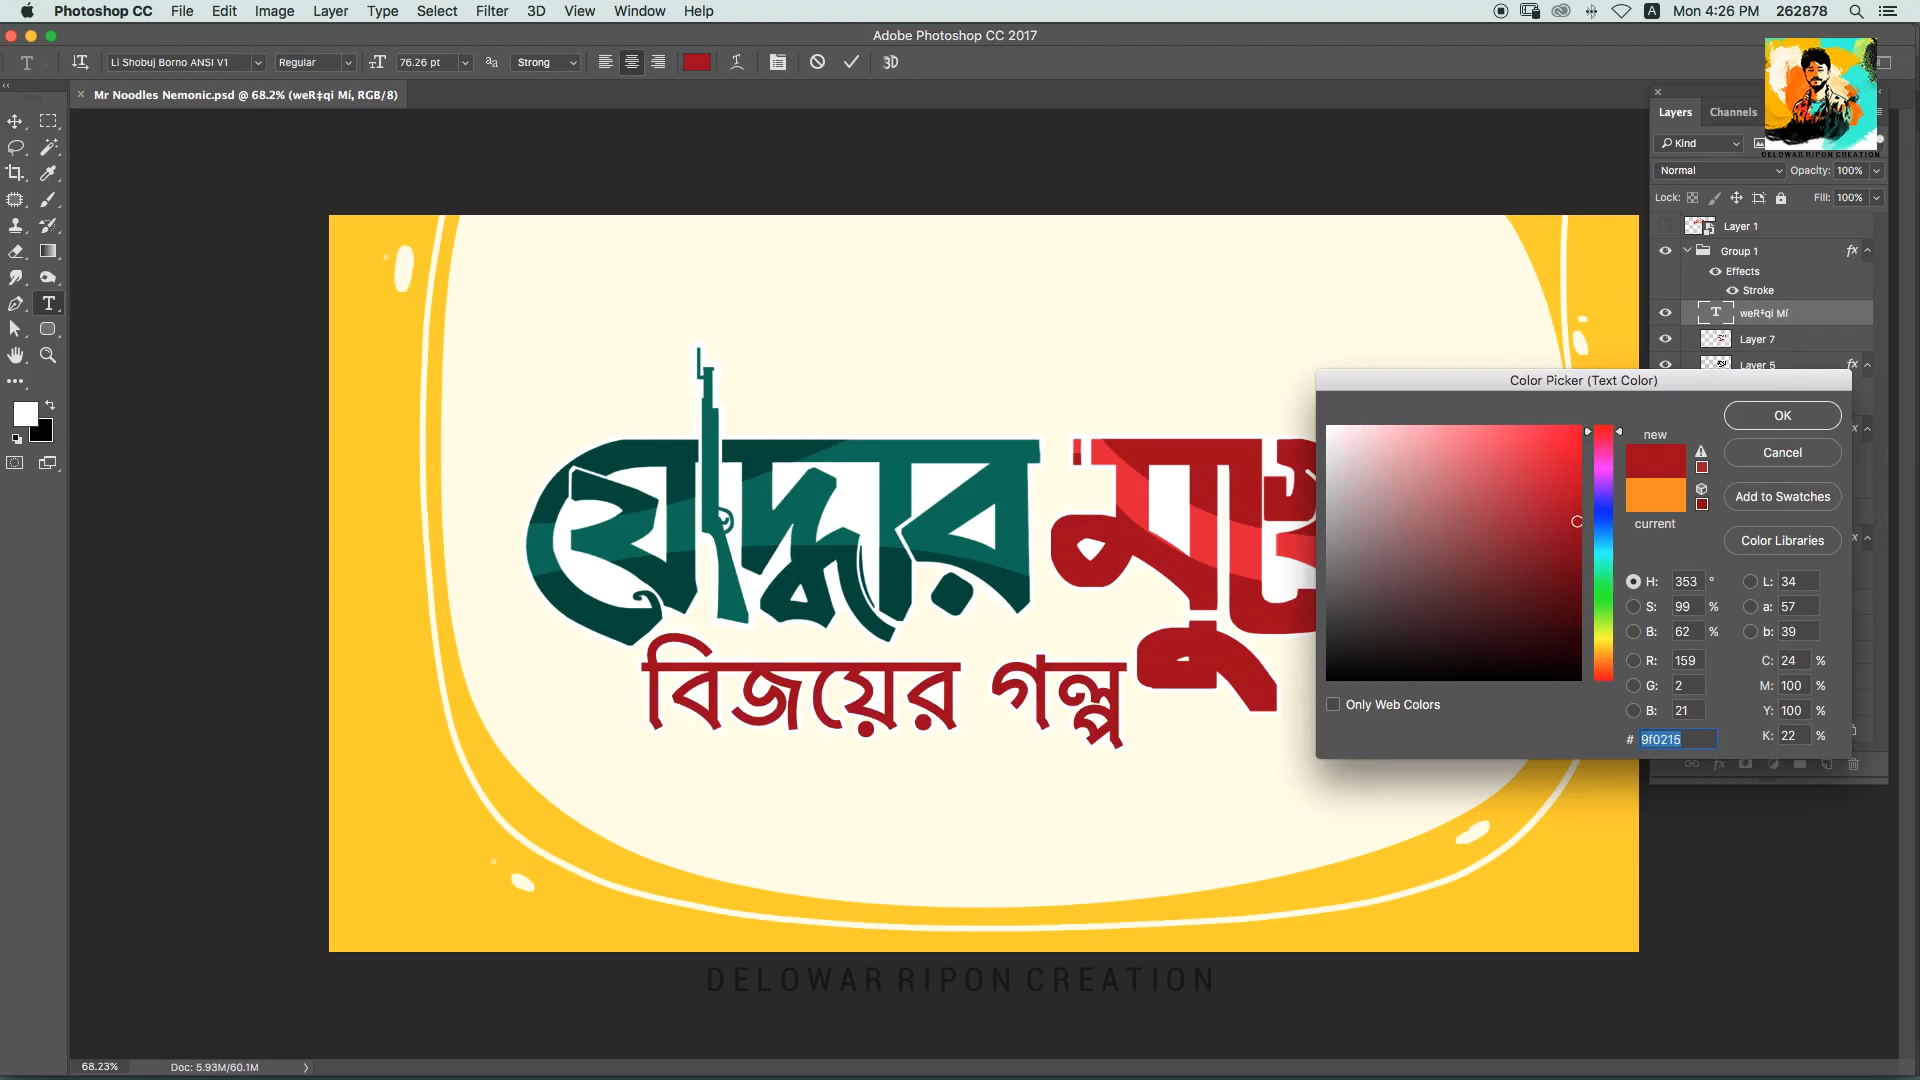 Photoshop CC File Edit Image Layer Type Select Filter 3D View Window Help A Mon 4:26 PM 262878
Adobe Photoshop CC 2017
Li Shobuj Borno ANSI V1 Regular 76.26 pt Strong 3D
Mr Noodles Nemonic.psd @ 68.2% (weR‡qi Mí, RGB/8)
Layers Channels
DELOWAR RIPON CREATION
Kind
Normal Opacity: 100%
Lock: Fill: 100%
Layer 1
Group 1 fx
Effects
Stroke
weR‡qi Mí
Layer 7
Layer 5 fx
যোদ্ধার
বিজয়ের গল্প
Color Picker (Text Color)
OK
new
Cancel
Add to Swatches
current
Color Libraries
H: 353 ° L: 34
S: 99 % a: 57
B: 62 % b: 39
R: 159 C: 24 %
G: 2 M: 100 %
B: 21 Y: 100 %
# 9f0215 K: 22 %
Only Web Colors
DELOWAR RIPON CREATION
68.23% Doc: 5.93M/60.1M